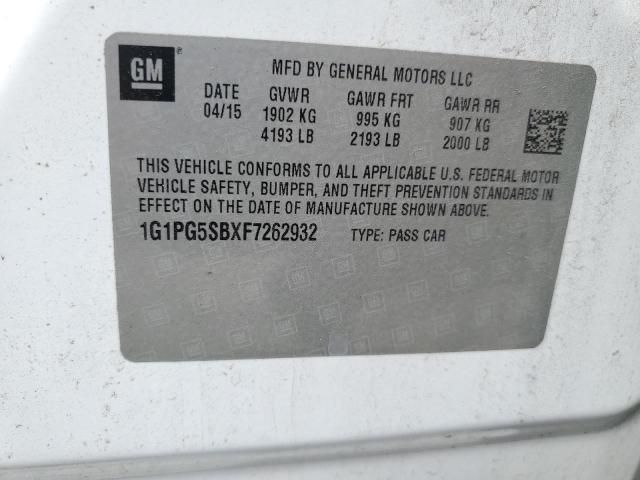 GM
MFD BY GENERAL MOTORS LLC
DATE GVWR GAWR FRT GAWR RR
04/15 1902 KG 995 KG 907 KG
4193 LB 2193 LB 2000 LB
THIS VEHICLE CONFORMS TO ALL APPLICABLE U.S. FEDERAL MOTOR
VEHICLE SAFETY, BUMPER, AND THEFT PREVENTION STANDARDS IN
EFFECT ON THE DATE OF MANUFACTURE SHOWN ABOVE.
1G1PG5SBXF7262932 TYPE: PASS CAR